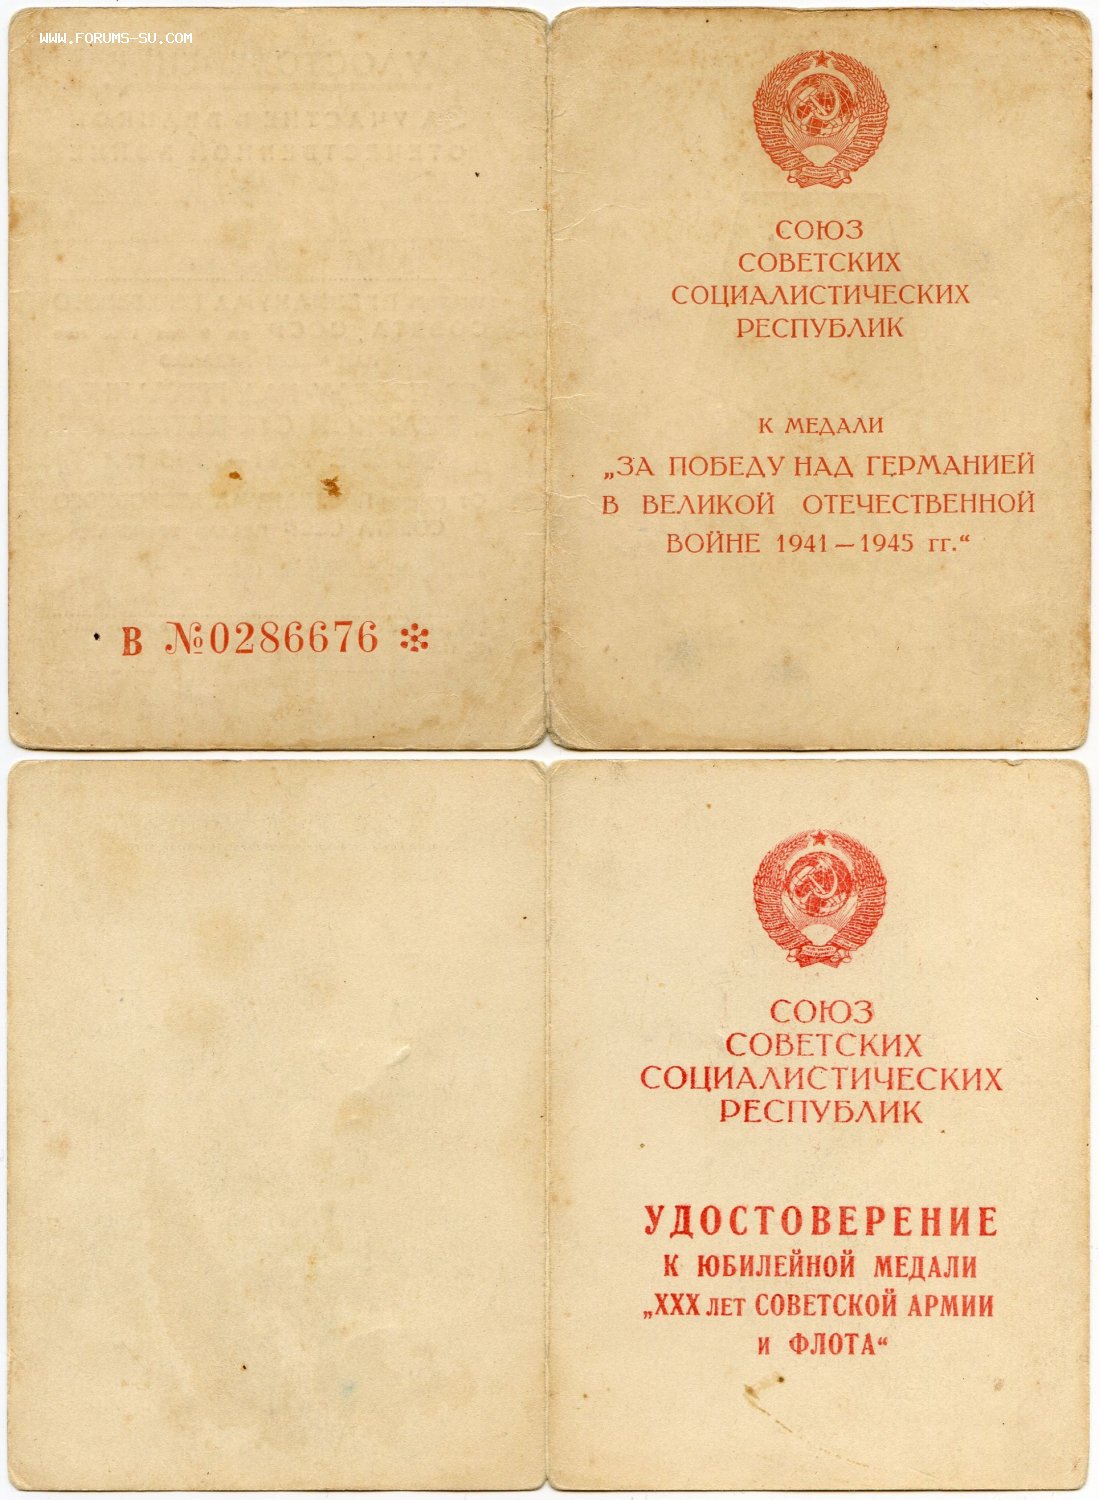 WWW.FORUMS-SU.COM
СОЮЗ
СОВЕТСКИХ
СОЦИАЛИСТИЧЕСКИХ
РЕСПУБЛИК
К МЕДАЛИ
„ЗА ПОБЕДУ НАД ГЕРМАНИЕЙ
В ВЕЛИКОЙ ОТЕЧЕСТВЕННОЙ
ВОЙНЕ 1941—1945 гг.“
В №0286676
СОЮЗ
СОВЕТСКИХ
СОЦИАЛИСТИЧЕСКИХ
РЕСПУБЛИК
УДОСТОВЕРЕНИЕ
К ЮБИЛЕЙНОЙ МЕДАЛИ
„XXX ЛЕТ СОВЕТСКОЙ АРМИИ
И ФЛОТА“